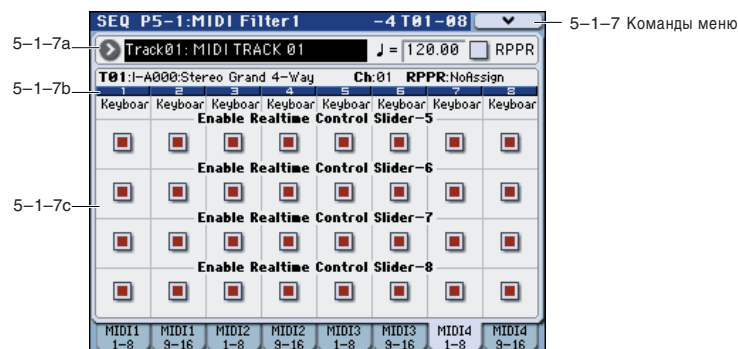 SEQ P5-1:MIDI Filter1 -4 T01-08
5-1-7 Команды меню
5-1-7a
Track01: MIDI TRACK 01 ♩= 120.00 RPPR
T01:I-A000:Stereo Grand 4-Way Ch:01 RPPR:NoAssign
5-1-7b
1 2 3 4 5 6 7 8
Keyboar Keyboar Keyboar Keyboar Keyboar Keyboar Keyboar Keyboar
Enable Realtime Control Slider-5
Enable Realtime Control Slider-6
5-1-7c
Enable Realtime Control Slider-7
Enable Realtime Control Slider-8
MIDI1 MIDI1 MIDI2 MIDI2 MIDI3 MIDI3 MIDI4 MIDI4
1-8 9-16 1-8 9-16 1-8 9-16 1-8 9-16